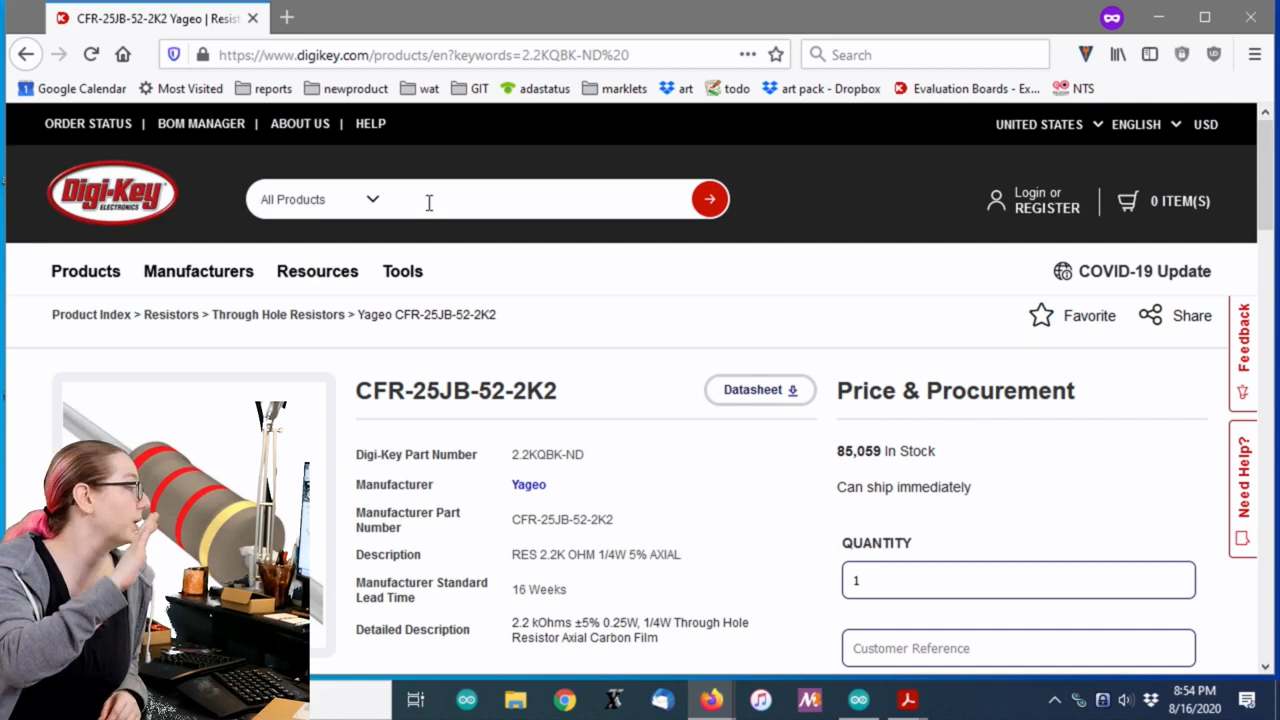 CFR-25JB-52-2K2 Yageo | Resist
https://www.digikey.com/products/en?keywords=2.2KQBK-ND%20
Search
Google Calendar Most Visited reports newproduct wat GIT adastatus marklets art todo art pack - Dropbox Evaluation Boards - Ex... NTS
ORDER STATUS | BOM MANAGER | ABOUT US | HELP
UNITED STATES ENGLISH USD
Digi-Key
ELECTRONICS
All Products
Login or
REGISTER
0 ITEM(S)
Products Manufacturers Resources Tools
COVID-19 Update
Product Index > Resistors > Through Hole Resistors > Yageo CFR-25JB-52-2K2
Favorite Share
Feedback
Need Help?
CFR-25JB-52-2K2
Datasheet
Digi-Key Part Number 2.2KQBK-ND
Manufacturer Yageo
Manufacturer Part
Number
CFR-25JB-52-2K2
Description RES 2.2K OHM 1/4W 5% AXIAL
Manufacturer Standard
Lead Time
16 Weeks
Detailed Description
2.2 kOhms ±5% 0.25W, 1/4W Through Hole
Resistor Axial Carbon Film
Price & Procurement
85,059 In Stock
Can ship immediately
QUANTITY
1
Customer Reference
8:54 PM
8/16/2020